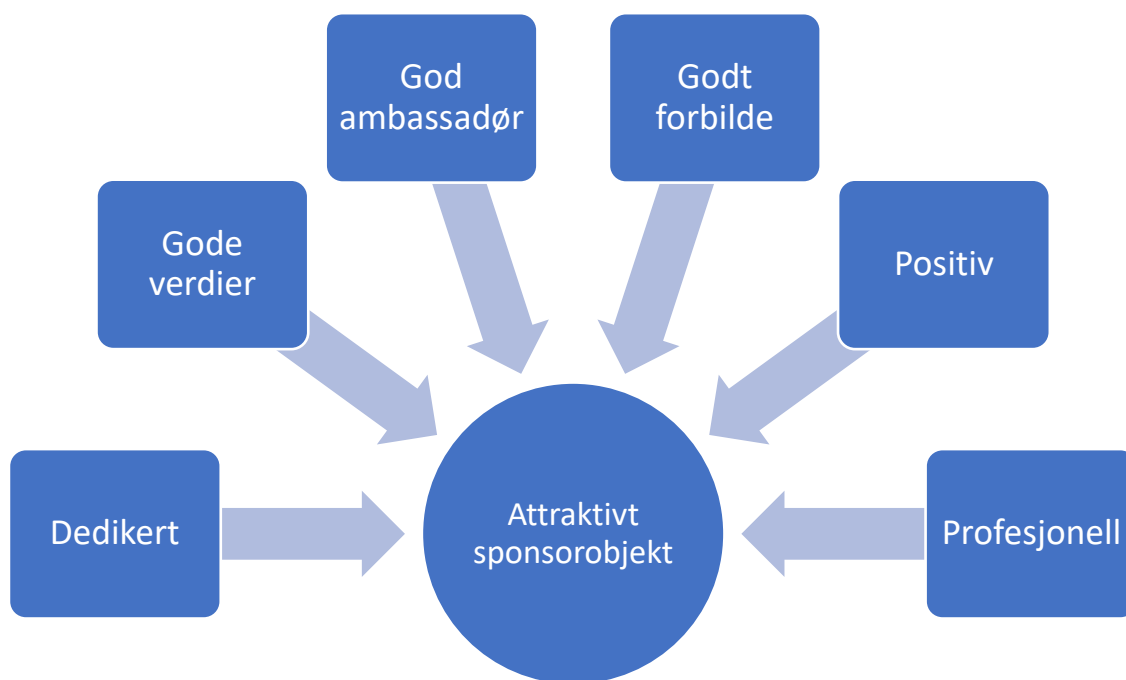 God
ambassadør
Godt
forbilde
Gode
verdier
Positiv
Dedikert
Attraktivt
sponsorobjekt
Profesjonell